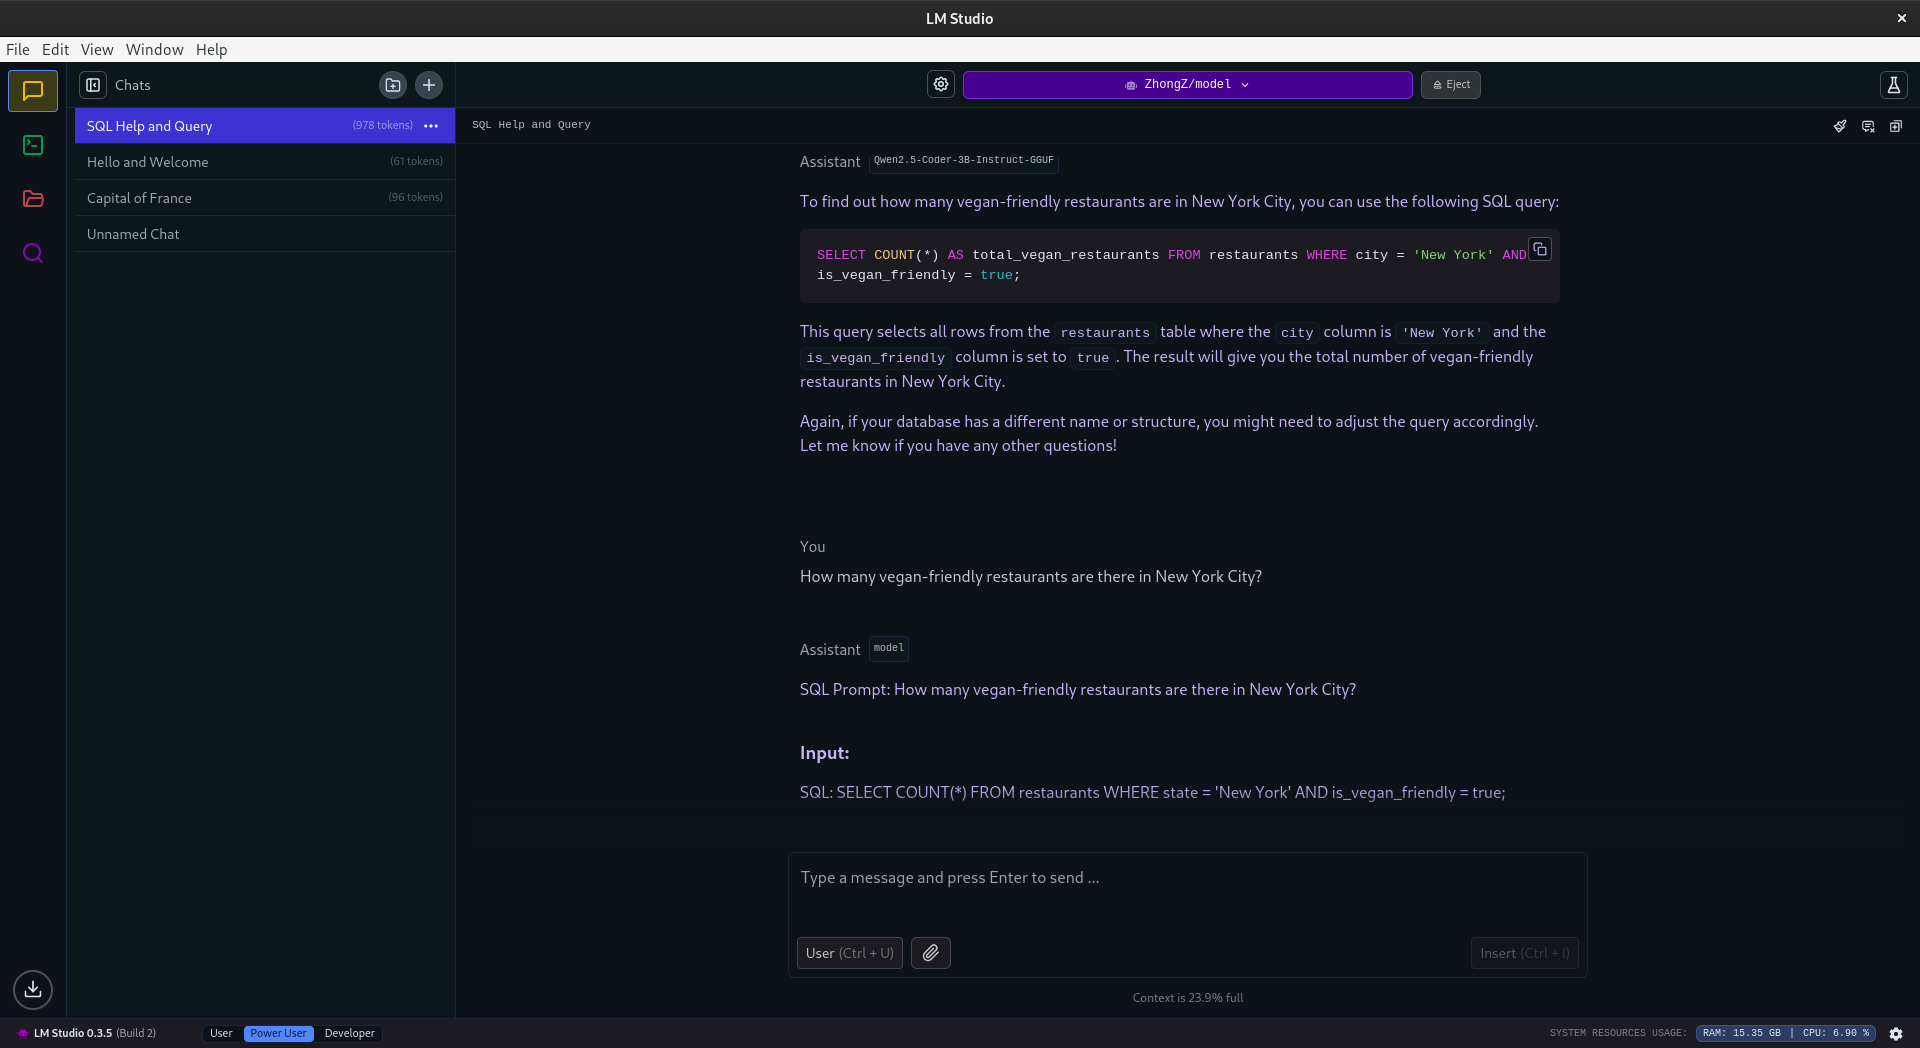 LM Studio
File Edit View Window Help
Chats
ZhongZ/model
Eject
SQL Help and Query (978 tokens)
Hello and Welcome (61 tokens)
Capital of France (96 tokens)
Unnamed Chat
SQL Help and Query
Assistant Qwen2.5-Coder-3B-Instruct-GGUF
To find out how many vegan-friendly restaurants are in New York City, you can use the following SQL query:
SELECT COUNT(*) AS total_vegan_restaurants FROM restaurants WHERE city = 'New York' AND
is_vegan_friendly = true;
This query selects all rows from the restaurants table where the city column is 'New York' and the
is_vegan_friendly column is set to true. The result will give you the total number of vegan-friendly
restaurants in New York City.
Again, if your database has a different name or structure, you might need to adjust the query accordingly.
Let me know if you have any other questions!
You
How many vegan-friendly restaurants are there in New York City?
Assistant model
SQL Prompt: How many vegan-friendly restaurants are there in New York City?
Input:
SQL: SELECT COUNT(*) FROM restaurants WHERE state = 'New York' AND is_vegan_friendly = true;
Type a message and press Enter to send ...
User (Ctrl + U)
Insert (Ctrl + I)
Context is 23.9% full
LM Studio 0.3.5 (Build 2)
User Power User Developer
SYSTEM RESOURCES USAGE: RAM: 15.35 GB | CPU: 6.90 %